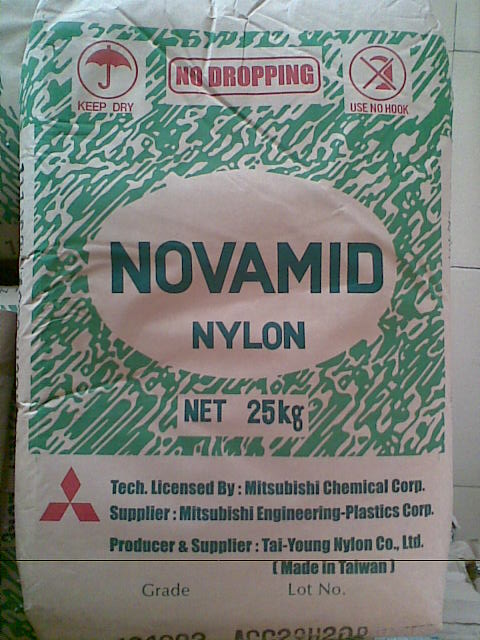 NO DROPPING
KEEP DRY
USE NO HOOK
NOVAMID
NYLON
NET 25kg
Tech. Licensed By : Mitsubishi Chemical Corp.
Supplier : Mitsubishi Engineering-Plastics Corp.
Producer & Supplier : Tai-Young Nylon Co., Ltd.
( Made in Taiwan )
Grade Lot No.